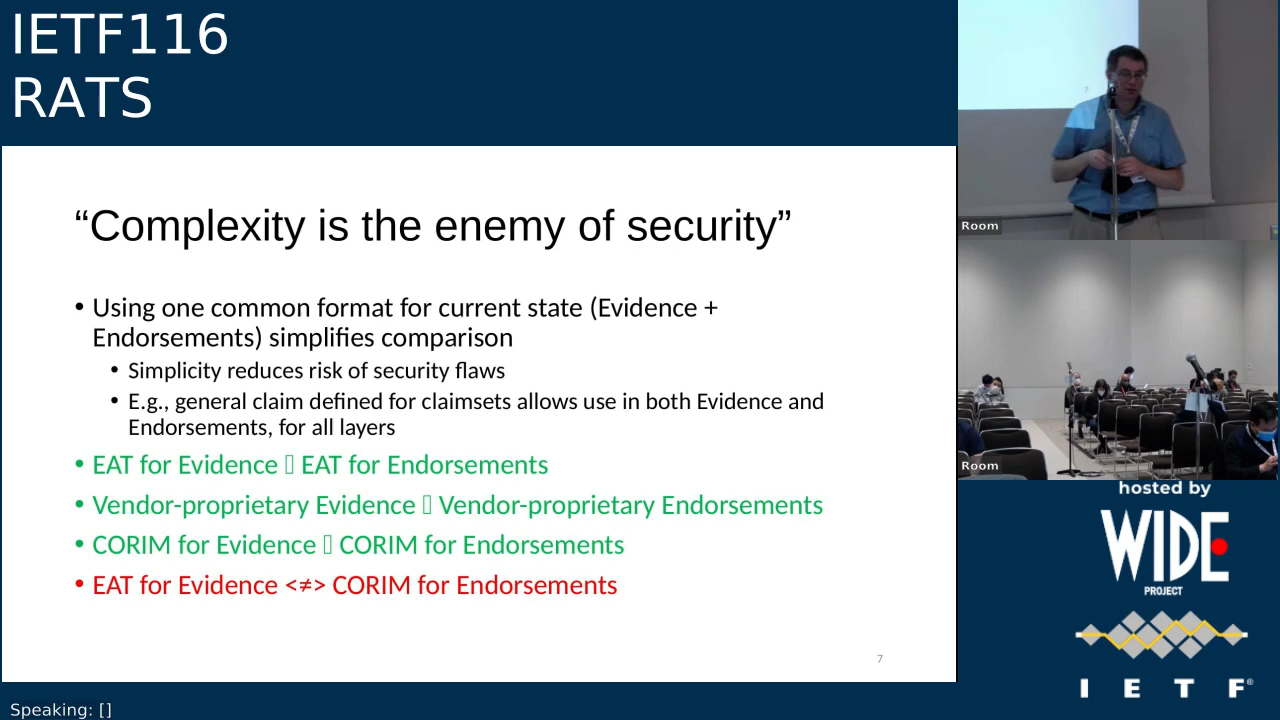 IETF116
RATS
“Complexity is the enemy of security”
• Using one common format for current state (Evidence +
Endorsements) simplifies comparison
• Simplicity reduces risk of security flaws
• E.g., general claim defined for claimsets allows use in both Evidence and
Endorsements, for all layers
• EAT for Evidence  EAT for Endorsements
• Vendor-proprietary Evidence  Vendor-proprietary Endorsements
• CORIM for Evidence  CORIM for Endorsements
• EAT for Evidence <≠> CORIM for Endorsements
7
Speaking: []
7
Room
Room
hosted by
WIDE
PROJECT
I E T F®